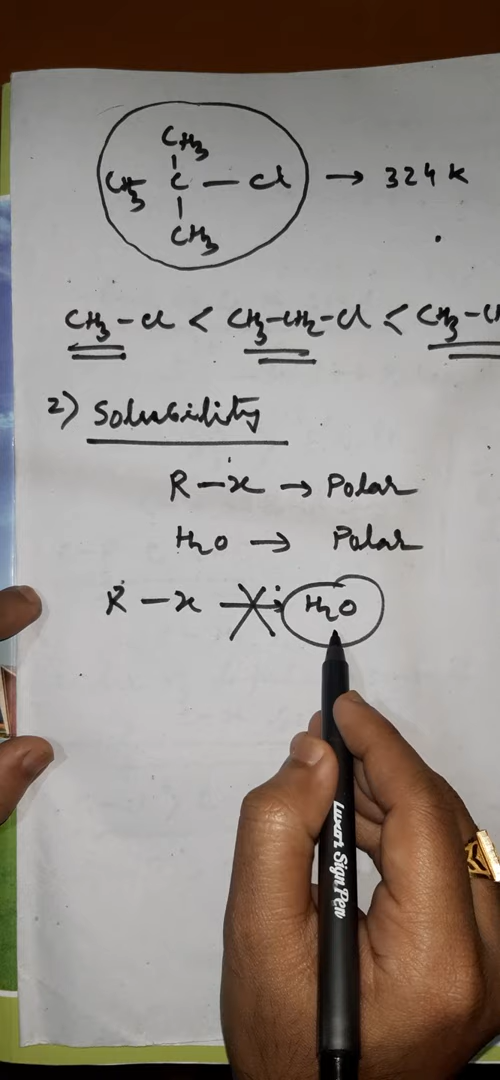 CH3
CH3 - C - Cl → 324 K
CH3
CH3 - Cl < CH3-CH2-Cl < CH3-CH
2) Solubility
R - x → Polar
H2O → Polar
R - x → H2O
Luxor Sign Pen